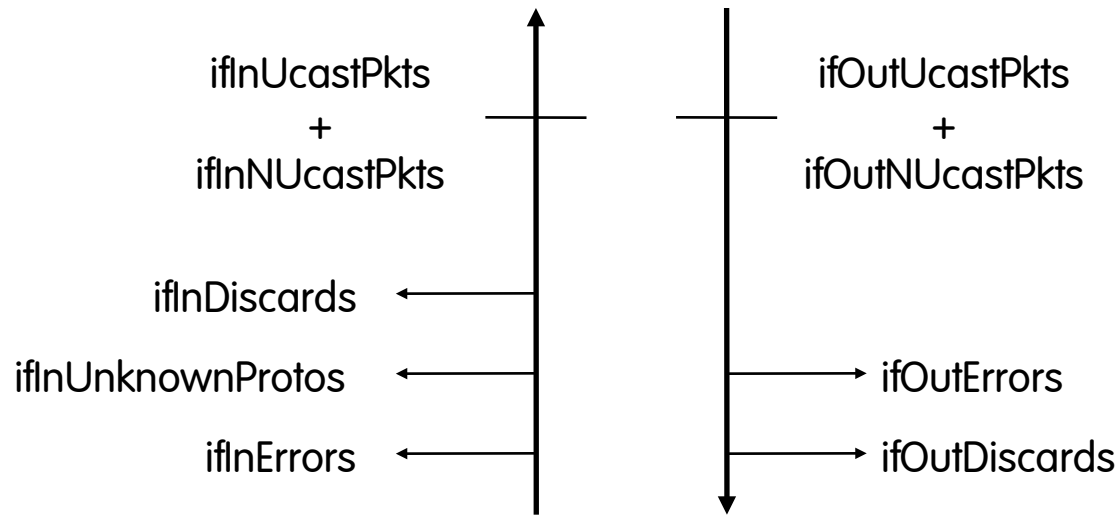 ifInUcastPkts
+
ifInNUcastPkts
ifInDiscards
ifInUnknownProtos
ifInErrors
ifOutUcastPkts
+
ifOutNUcastPkts
ifOutErrors
ifOutDiscards